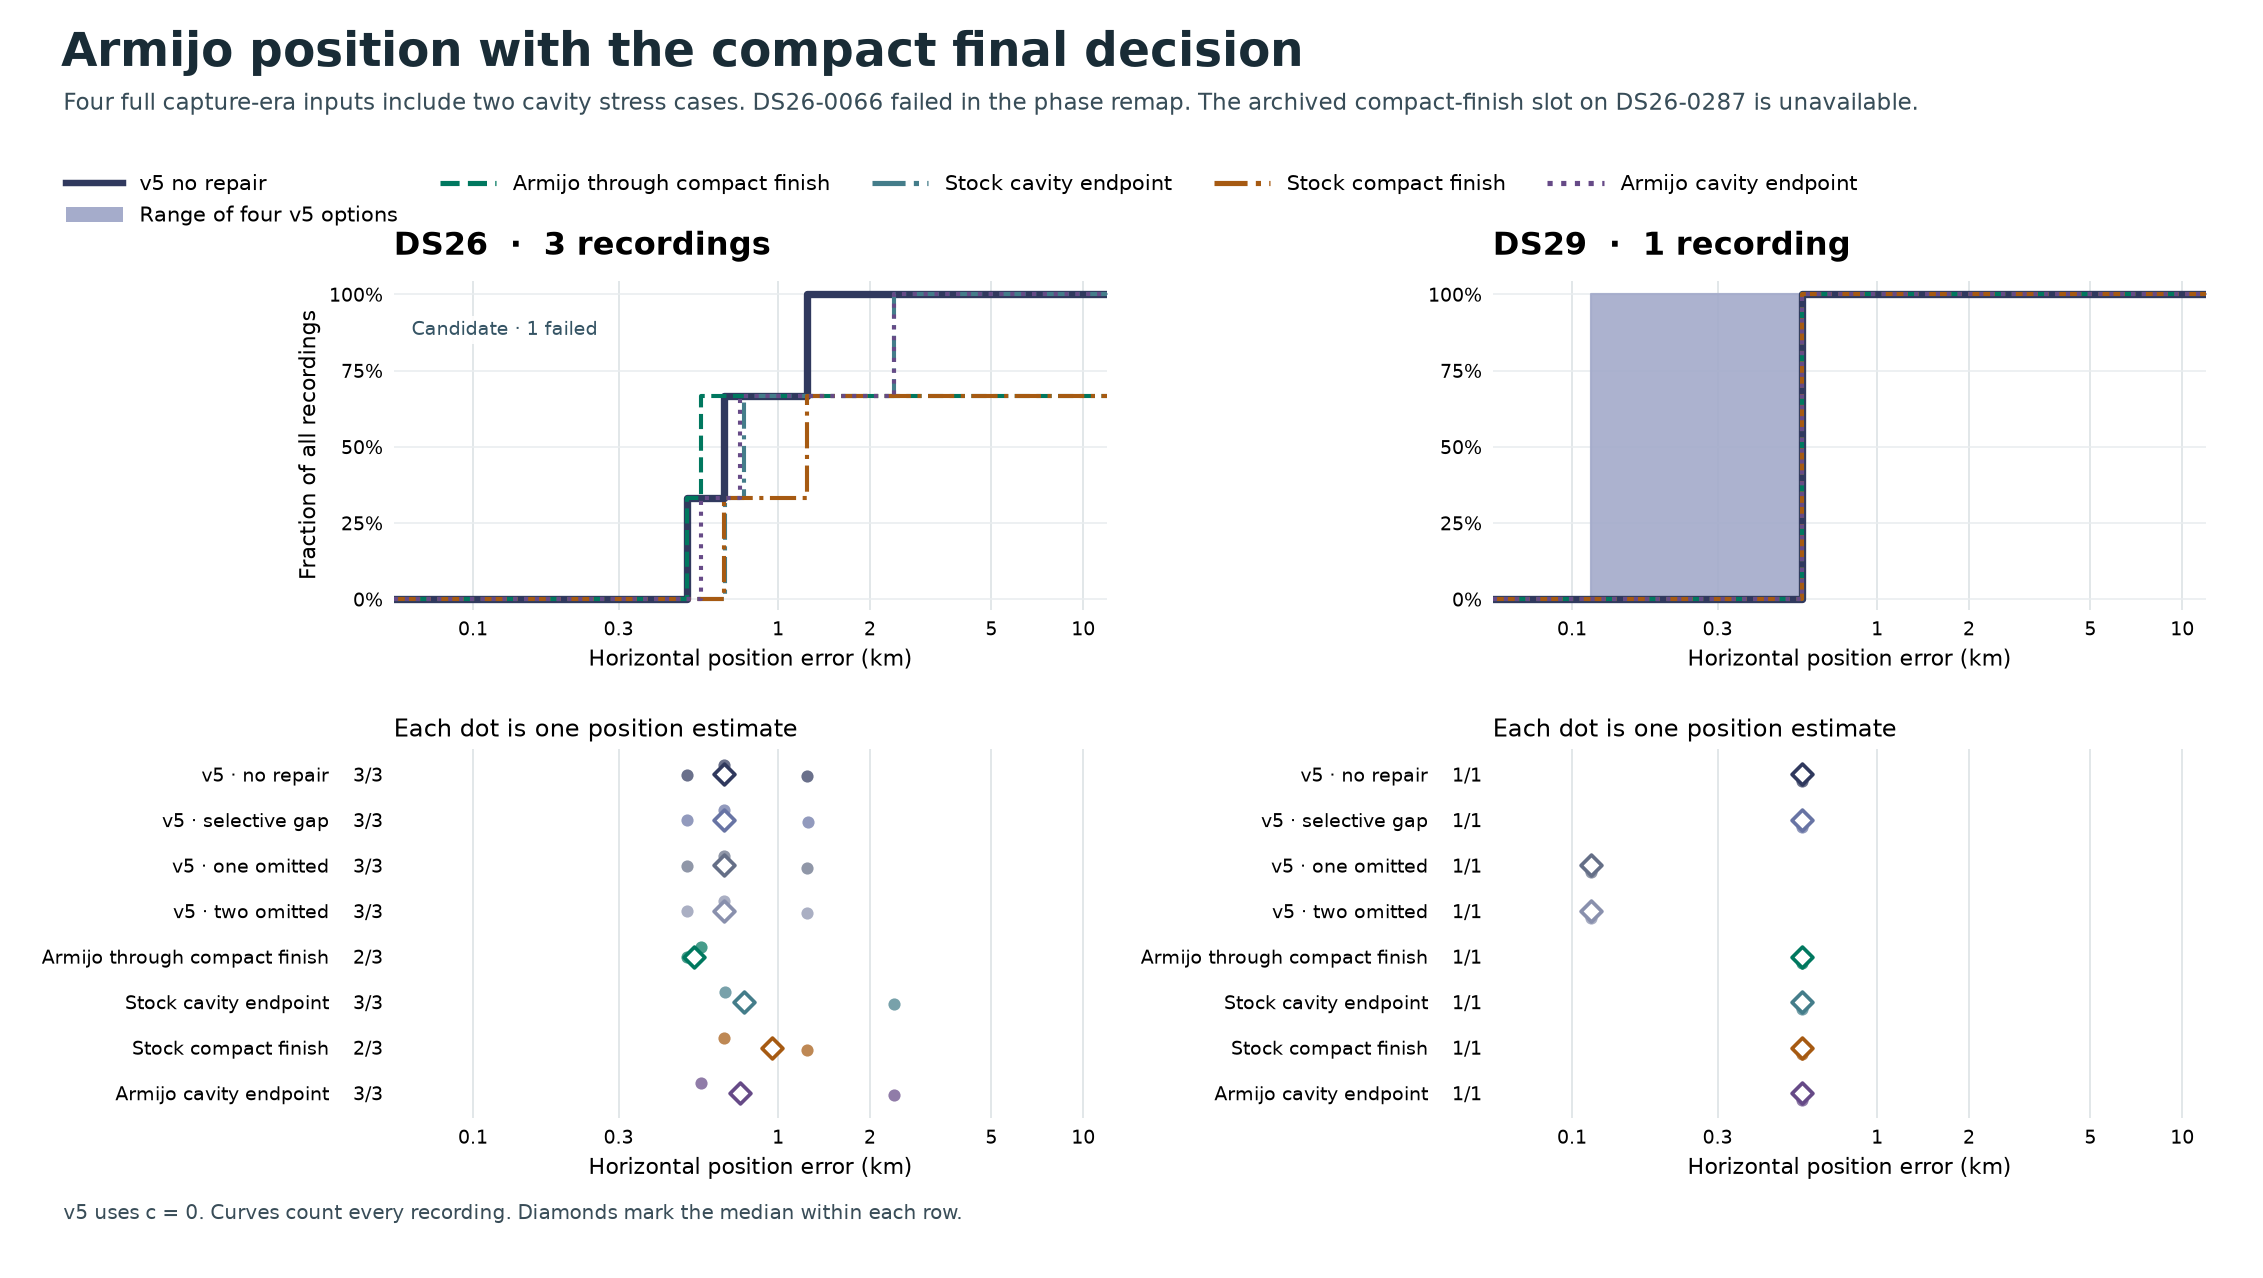 Armijo position with the compact final decision
Four full capture-era inputs include two cavity stress cases. DS26-0066 failed in the phase remap. The archived compact-finish slot on DS26-0287 is unavailable.
v5 no repair
Armijo through compact finish
Stock cavity endpoint
Stock compact finish
Armijo cavity endpoint
Range of four v5 options
DS26 · 3 recordings
100%
75%
50%
25%
0%
Fraction of all recordings
Candidate · 1 failed
0.1 0.3 1 2 5 10
Horizontal position error (km)
DS29 · 1 recording
100%
75%
50%
25%
0%
0.1 0.3 1 2 5 10
Horizontal position error (km)
Each dot is one position estimate
v5 · no repair 3/3
v5 · selective gap 3/3
v5 · one omitted 3/3
v5 · two omitted 3/3
Armijo through compact finish 2/3
Stock cavity endpoint 3/3
Stock compact finish 2/3
Armijo cavity endpoint 3/3
0.1 0.3 1 2 5 10
Horizontal position error (km)
Each dot is one position estimate
v5 · no repair 1/1
v5 · selective gap 1/1
v5 · one omitted 1/1
v5 · two omitted 1/1
Armijo through compact finish 1/1
Stock cavity endpoint 1/1
Stock compact finish 1/1
Armijo cavity endpoint 1/1
0.1 0.3 1 2 5 10
Horizontal position error (km)
v5 uses c = 0. Curves count every recording. Diamonds mark the median within each row.